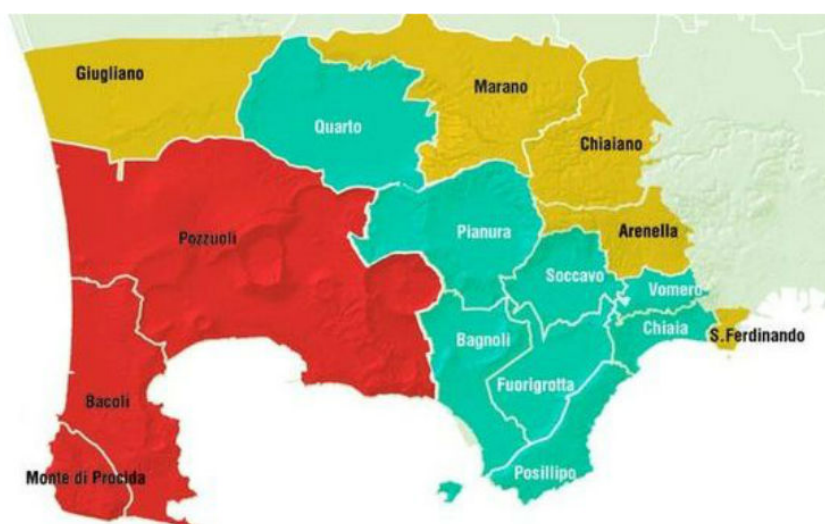 Giugliano
Marano
Quarto
Chiaiano
Pozzuoli
Pianura
Arenella
Soccavo
Vomero
Bagnoli
Chiaia
S.Ferdinando
Fuorigrotta
Bacoli
Posillipo
Monte di Procida